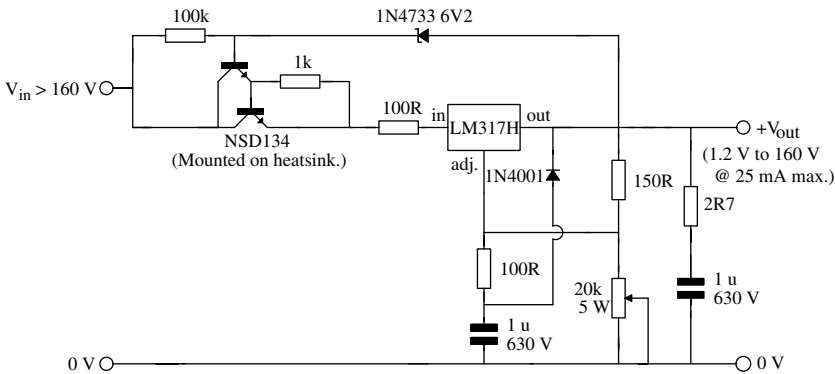 100k
1N4733 6V2
1k
V_in > 160 V
100R
in
LM317H
out
+V_out
NSD134
(Mounted on heatsink.)
adj.
1N4001
(1.2 V to 160 V
@ 25 mA max.)
150R
2R7
100R
20k
5 W
1 u
630 V
1 u
630 V
0 V
0 V